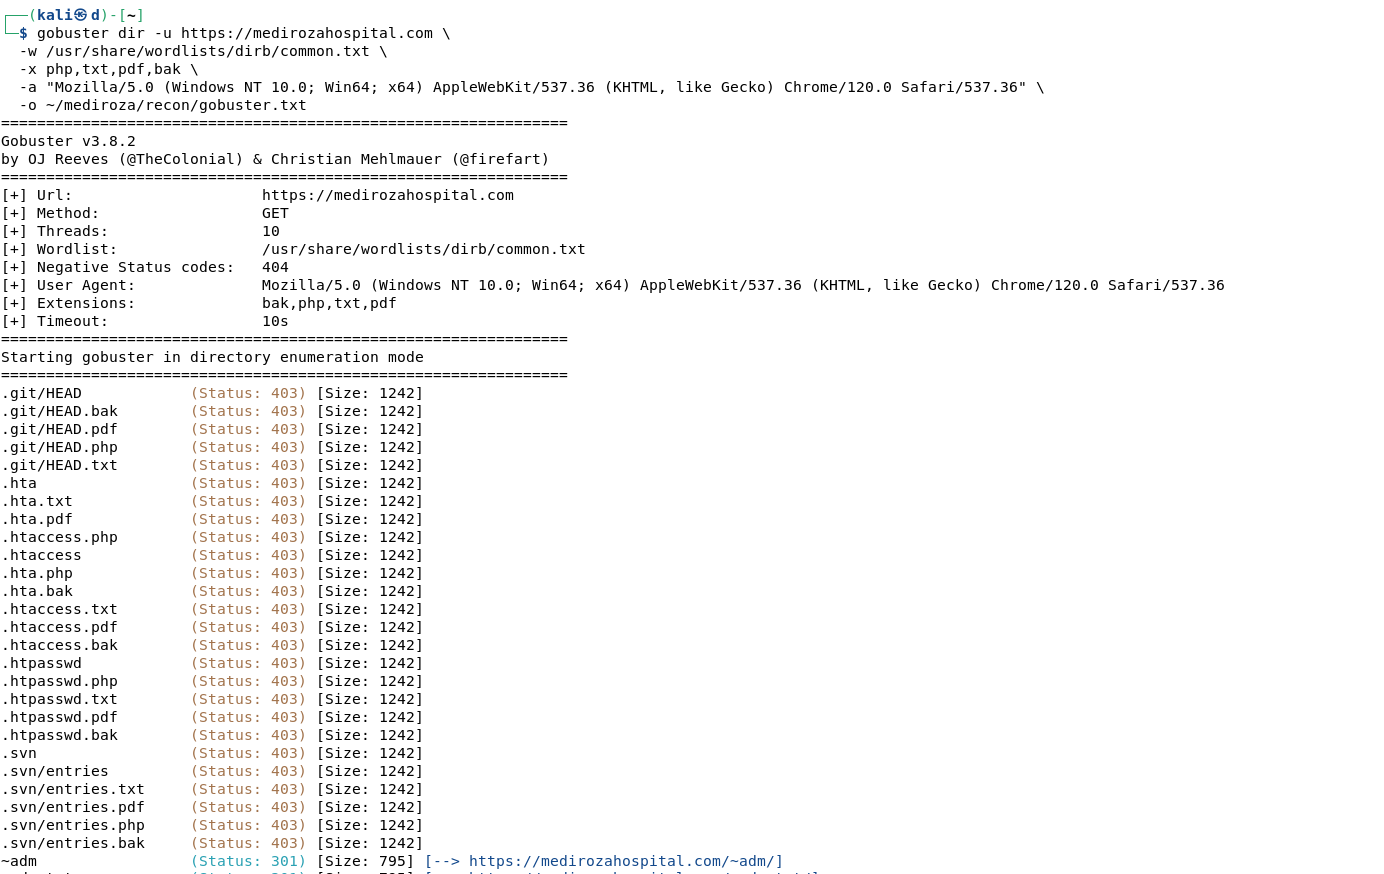 (kali㉿d)-[~]
$ gobuster dir -u https://medirozahospital.com \
-w /usr/share/wordlists/dirb/common.txt \
-x php,txt,pdf,bak \
-a "Mozilla/5.0 (Windows NT 10.0; Win64; x64) AppleWebKit/537.36 (KHTML, like Gecko) Chrome/120.0 Safari/537.36" \
-o ~/mediroza/recon/gobuster.txt
===============================================================
Gobuster v3.8.2
by OJ Reeves (@TheColonial) & Christian Mehlmauer (@firefart)
===============================================================
[+] Url:                     https://medirozahospital.com
[+] Method:                  GET
[+] Threads:                 10
[+] Wordlist:                /usr/share/wordlists/dirb/common.txt
[+] Negative Status codes:   404
[+] User Agent:              Mozilla/5.0 (Windows NT 10.0; Win64; x64) AppleWebKit/537.36 (KHTML, like Gecko) Chrome/120.0 Safari/537.36
[+] Extensions:              bak,php,txt,pdf
[+] Timeout:                 10s
===============================================================
Starting gobuster in directory enumeration mode
===============================================================
.git/HEAD            (Status: 403) [Size: 1242]
.git/HEAD.bak        (Status: 403) [Size: 1242]
.git/HEAD.pdf        (Status: 403) [Size: 1242]
.git/HEAD.php        (Status: 403) [Size: 1242]
.git/HEAD.txt        (Status: 403) [Size: 1242]
.hta                 (Status: 403) [Size: 1242]
.hta.txt             (Status: 403) [Size: 1242]
.hta.pdf             (Status: 403) [Size: 1242]
.htaccess.php        (Status: 403) [Size: 1242]
.htaccess            (Status: 403) [Size: 1242]
.hta.php             (Status: 403) [Size: 1242]
.hta.bak             (Status: 403) [Size: 1242]
.htaccess.txt        (Status: 403) [Size: 1242]
.htaccess.pdf        (Status: 403) [Size: 1242]
.htaccess.bak        (Status: 403) [Size: 1242]
.htpasswd            (Status: 403) [Size: 1242]
.htpasswd.php        (Status: 403) [Size: 1242]
.htpasswd.txt        (Status: 403) [Size: 1242]
.htpasswd.pdf        (Status: 403) [Size: 1242]
.htpasswd.bak        (Status: 403) [Size: 1242]
.svn                 (Status: 403) [Size: 1242]
.svn/entries         (Status: 403) [Size: 1242]
.svn/entries.txt     (Status: 403) [Size: 1242]
.svn/entries.pdf     (Status: 403) [Size: 1242]
.svn/entries.php     (Status: 403) [Size: 1242]
.svn/entries.bak     (Status: 403) [Size: 1242]
~adm                 (Status: 301) [Size: 795] [--> https://medirozahospital.com/~adm/]